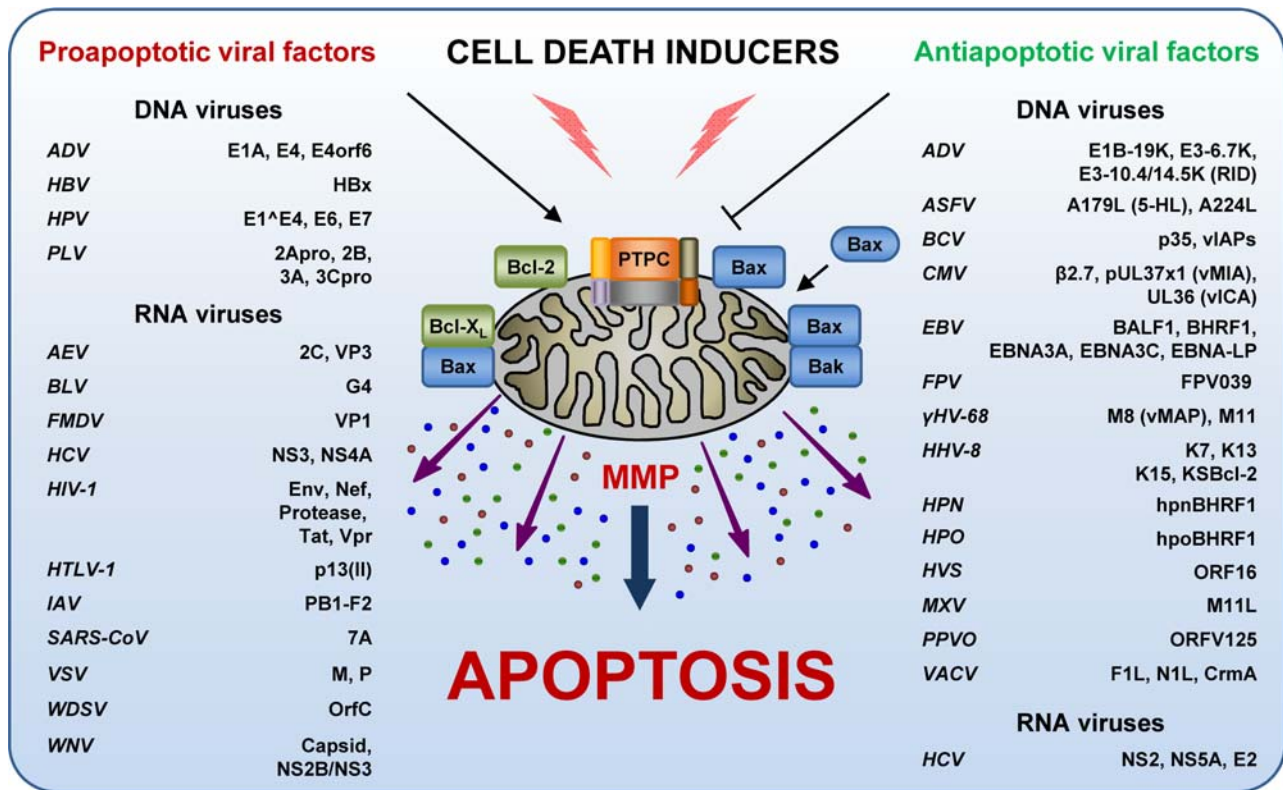 Proapoptotic viral factors
DNA viruses
ADV E1A, E4, E4orf6
HBV HBx
HPV E1^E4, E6, E7
PLV 2Apro, 2B,
3A, 3Cpro
RNA viruses
AEV 2C, VP3
BLV G4
FMDV VP1
HCV NS3, NS4A
HIV-1 Env, Nef,
Protease,
Tat, Vpr
HTLV-1 p13(II)
IAV PB1-F2
SARS-CoV 7A
VSV M, P
WDSV OrfC
WNV Capsid,
NS2B/NS3
CELL DEATH INDUCERS
Bcl-2
PTPC
Bax
Bax
Bcl-XL
Bax
Bax
Bak
MMP
APOPTOSIS
Antiapoptotic viral factors
DNA viruses
ADV E1B-19K, E3-6.7K,
E3-10.4/14.5K (RID)
ASFV A179L (5-HL), A224L
BCV p35, vIAPs
CMV β2.7, pUL37x1 (vMIA),
UL36 (vICA)
EBV BALF1, BHRF1,
EBNA3A, EBNA3C, EBNA-LP
FPV FPV039
γHV-68 M8 (vMAP), M11
HHV-8 K7, K13
K15, KSBcl-2
HPN hpnBHRF1
HPO hpoBHRF1
HVS ORF16
MXV M11L
PPVO ORFV125
VACV F1L, N1L, CrmA
RNA viruses
HCV NS2, NS5A, E2